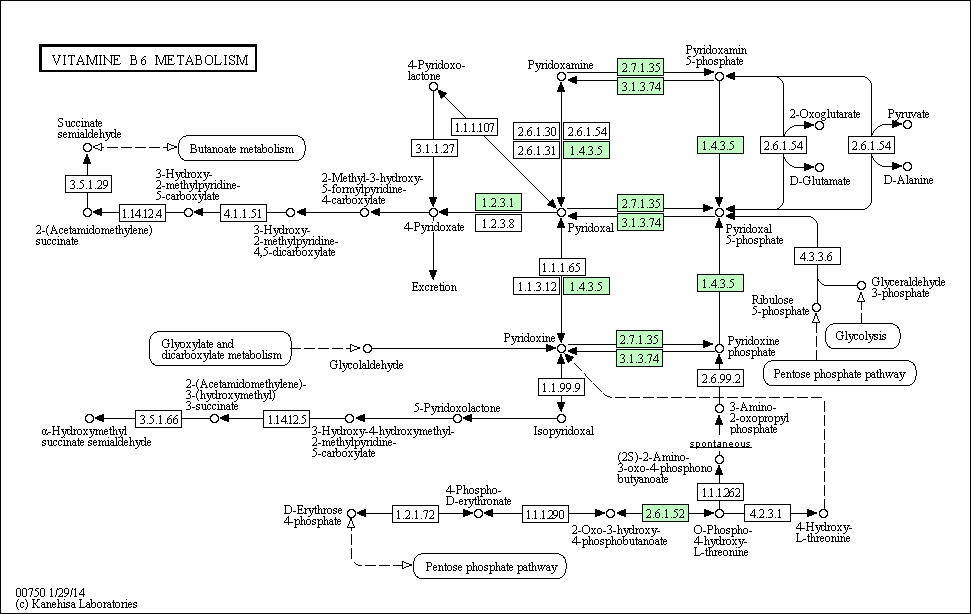 VITAMINE B6 METABOLISM
4-Pyridoxo-
lactone
Pyridoxamine
2.7.1.35
3.1.3.74
Pyridoxamin
5-phosphate
Succinate
semialdehyde
Butanoate metabolism
1.1.1.107
3.1.1.27
2.6.1.30
2.6.1.54
2.6.1.31
1.4.3.5
1.4.3.5
2-Oxoglutarate
2.6.1.54
D-Glutamate
Pyruvate
2.6.1.54
D-Alanine
3.5.1.29
3-Hydroxy-
2-methylpyridine-
5-carboxylate
2-Methyl-3-hydroxy-
5-formylpyridine-
4-carboxylate
1.14.12.4
4.1.1.51
1.2.3.1
1.2.3.8
2.7.1.35
3.1.3.74
2-(Acetamidomethylene)
succinate
3-Hydroxy-
2-methylpyridine-
4,5-dicarboxylate
4-Pyridoxate
Pyridoxal
Pyridoxal
5-phosphate
Excretion
1.1.1.65
1.1.3.12
1.4.3.5
1.4.3.5
4.3.3.6
Glyceraldehyde
3-phosphate
Ribulose
5-phosphate
Glycolysis
Pentose phosphate pathway
Glyoxylate and
dicarboxylate metabolism
Glycolaldehyde
Pyridoxine
2.7.1.35
3.1.3.74
Pyridoxine
phosphate
1.1.99.9
2.6.99.2
2-(Acetamidomethylene)-
3-(hydroxymethyl)
3-succinate
5-Pyridoxolactone
3.5.1.66
1.14.12.5
α-Hydroxymethyl
succinate semialdehyde
3-Hydroxy-4-hydroxymethyl-
2-methylpyridine-
5-carboxylate
Isopyridoxal
3-Amino-
2-oxopropyl
phosphate
spontaneous
(2S)-2-Amino-
3-oxo-4-phosphono
butyanoate
1.1.1.262
D-Erythrose
4-phosphate
1.2.1.72
4-Phospho-
D-erythronate
1.1.1.290
2-Oxo-3-hydroxy-
4-phosphobutanoate
2.6.1.52
O-Phospho-
4-hydroxy-
L-threonine
4.2.3.1
4-Hydroxy-
L-threonine
Pentose phosphate pathway
00750 1/29/14
(c) Kanehisa Laboratories